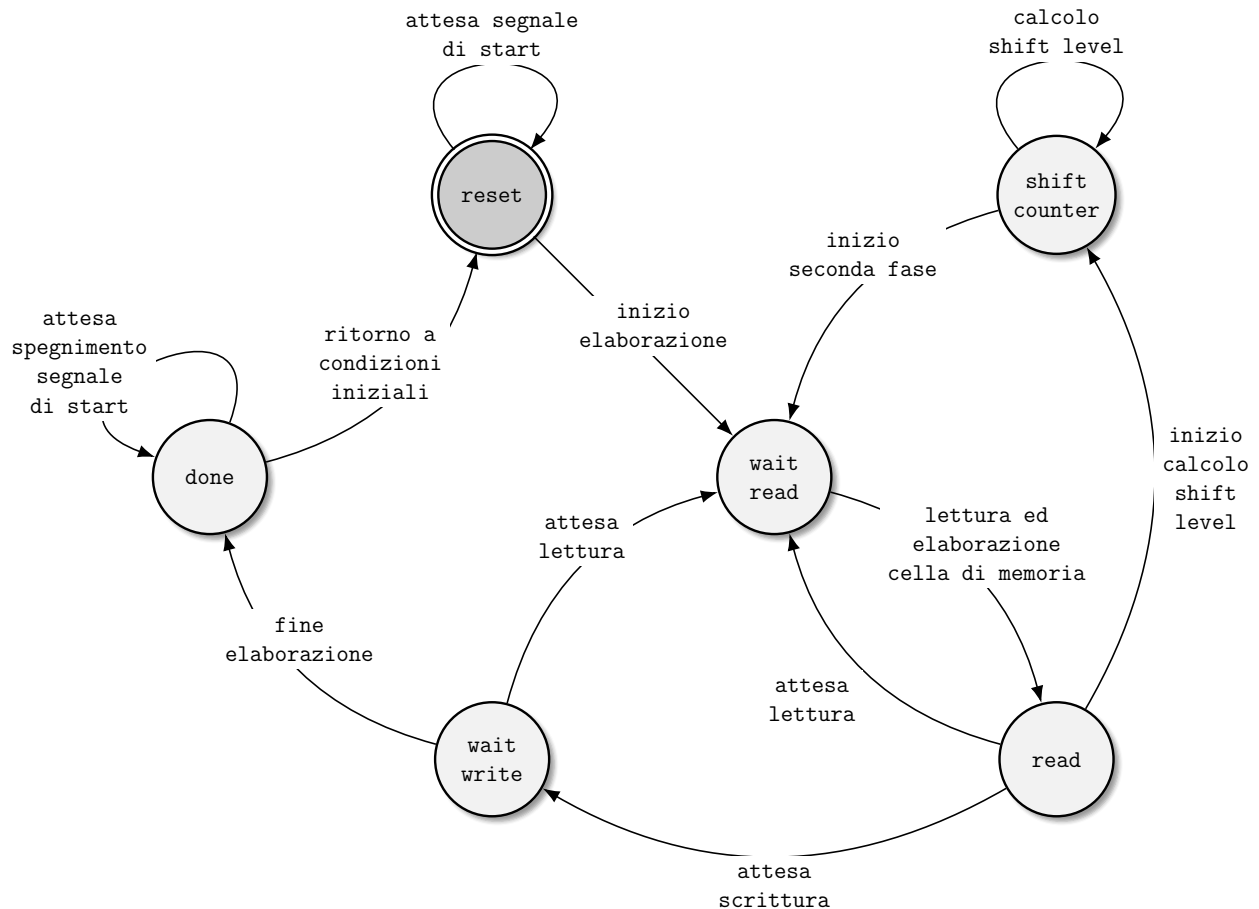 attesa segnale
di start
calcolo
shift level
reset
shift
counter
inizio
seconda fase
inizio
elaborazione
attesa
spegnimento
segnale
di start
ritorno a
condizioni
iniziali
done
wait
read
inizio
calcolo
shift
level
attesa
lettura
lettura ed
elaborazione
cella di memoria
fine
elaborazione
attesa
lettura
wait
write
read
attesa
scrittura